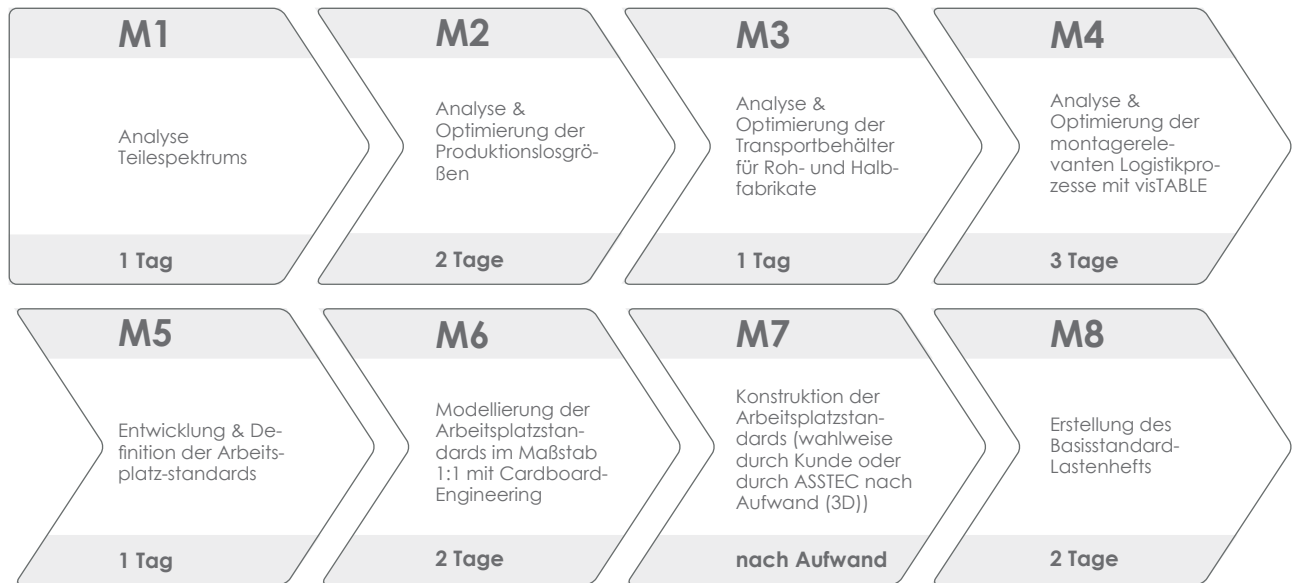 M1
Analyse
Teilespektrums
1 Tag
M2
Analyse &
Optimierung der
Produktionslosgrö-
ßen
2 Tage
M3
Analyse &
Optimierung der
Transportbehälter
für Roh- und Halb-
fabrikate
1 Tag
M4
Analyse &
Optimierung der
montagerele-
vanten Logistikpro-
zesse mit visTABLE
3 Tage
M5
Entwicklung & De-
finition der Arbeits-
platz-standards
1 Tag
M6
Modellierung der
Arbeitsplatzstan-
dards im Maßstab
1:1 mit Cardboard-
Engineering
2 Tage
M7
Konstruktion der
Arbeitsplatzstan-
dards (wahlweise
durch Kunde oder
durch ASSTEC nach
Aufwand (3D))
nach Aufwand
M8
Erstellung des
Basisstandard-
Lastenhefts
2 Tage